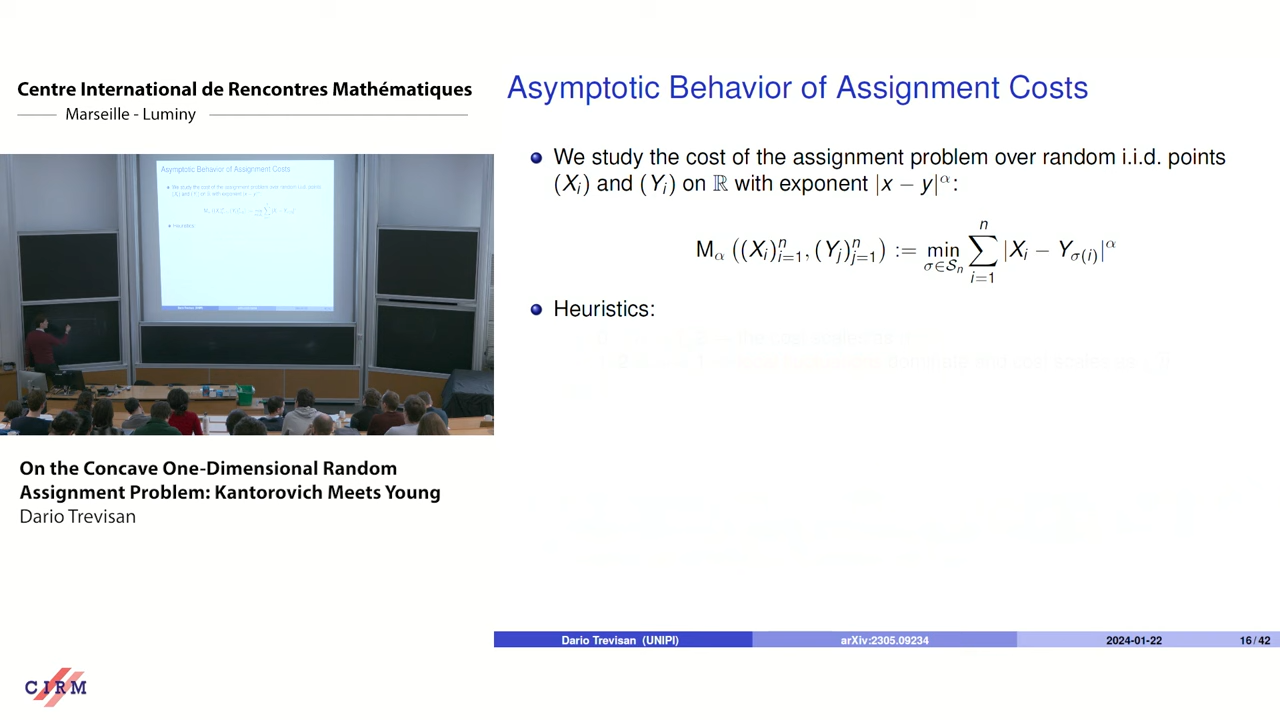 Centre International de Rencontres Mathématiques
Marseille - Luminy
On the Concave One-Dimensional Random
Assignment Problem: Kantorovich Meets Young
Dario Trevisan
CIRM
Asymptotic Behavior of Assignment Costs
We study the cost of the assignment problem over random i.i.d. points
(Xᵢ) and (Yᵢ) on ℝ with exponent |x − y|^α:
M_α ((Xᵢ)ⁿᵢ₌₁, (Yⱼ)ⁿⱼ₌₁) := min_{σ∈𝒮ₙ} ∑ⁿᵢ₌₁ |Xᵢ − Y_{σ(i)}|^α
Heuristics:
Dario Trevisan (UNIPI) arXiv:2305.09234 2024-01-22 16 / 42